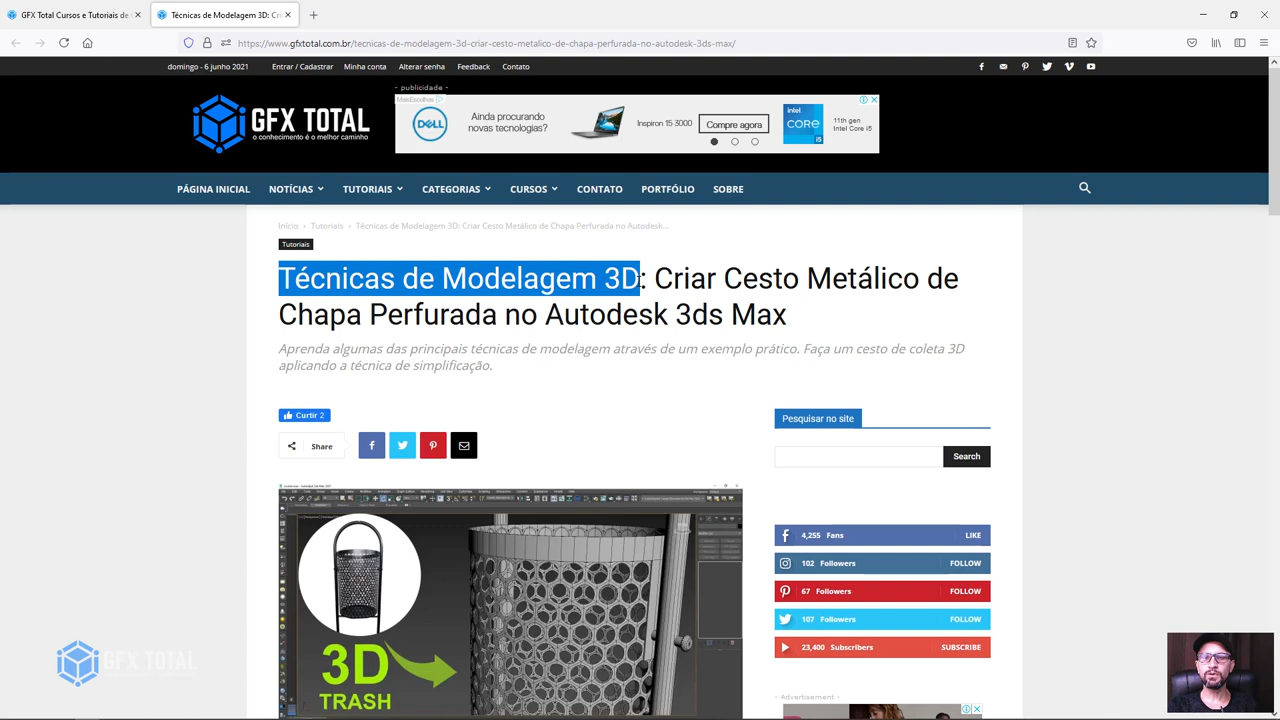 GFX Total Cursos e Tutoriais de
Técnicas de Modelagem 3D: Cr
https://www.gfxtotal.com.br/tecnicas-de-modelagem-3d-criar-cesto-metalico-de-chapa-perfurada-no-autodesk-3ds-max/
domingo - 6 junho 2021
Entrar / Cadastrar
Minha conta
Alterar senha
Feedback
Contato
- publicidade -
GFX TOTAL
o conhecimento é o melhor caminho
MaisEscolhas
DELL
Ainda procurando
novas tecnologias?
Inspiron 15 3000
Compre agora
intel
CORE
11th gen
Intel Core i5
PÁGINA INICIAL
NOTÍCIAS
TUTORIAIS
CATEGORIAS
CURSOS
CONTATO
PORTFÓLIO
SOBRE
Início › Tutoriais › Técnicas de Modelagem 3D: Criar Cesto Metálico de Chapa Perfurada no Autodesk...
Tutoriais
Técnicas de Modelagem 3D: Criar Cesto Metálico de
Chapa Perfurada no Autodesk 3ds Max
Aprenda algumas das principais técnicas de modelagem através de um exemplo prático. Faça um cesto de coleta 3D
aplicando a técnica de simplificação.
Curtir 2
Share
Pesquisar no site
Search
4,255 Fans LIKE
102 Followers FOLLOW
67 Followers FOLLOW
107 Followers FOLLOW
23,400 Subscribers SUBSCRIBE
- Advertisement -
3D
TRASH
GFX TOTAL